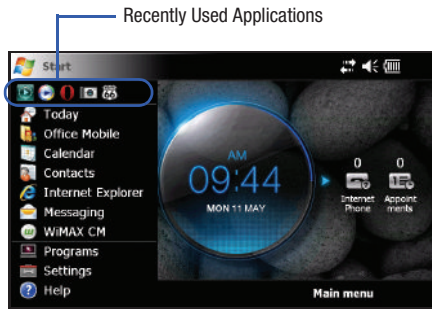 Recently Used Applications
Start
Today
Office Mobile
Calendar
Contacts
Internet Explorer
Messaging
WiMAX CM
Programs
Settings
Help
AM
09:44
MON 11 MAY
0
Internet
Phone
0
Appoint
ments
Main menu